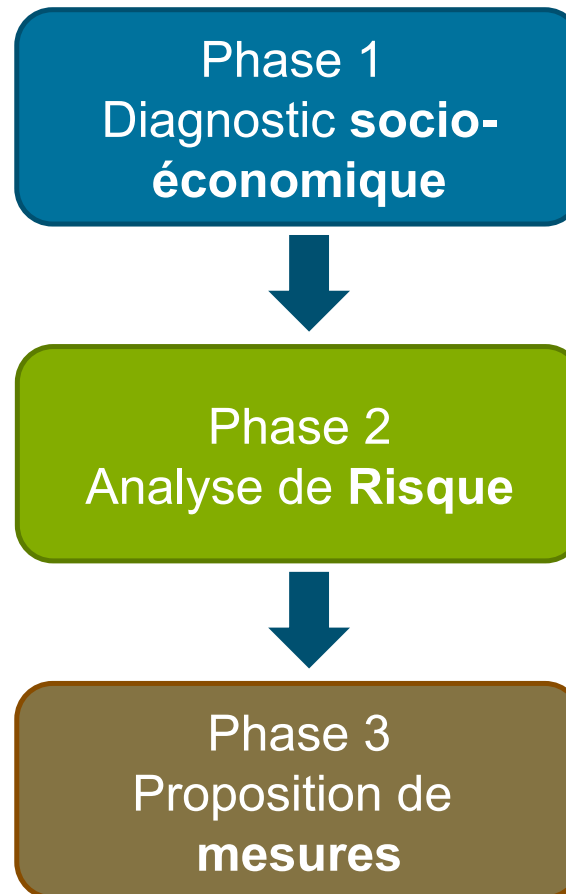 Phase 1
Diagnostic socio-
économique
Phase 2
Analyse de Risque
Phase 3
Proposition de
mesures